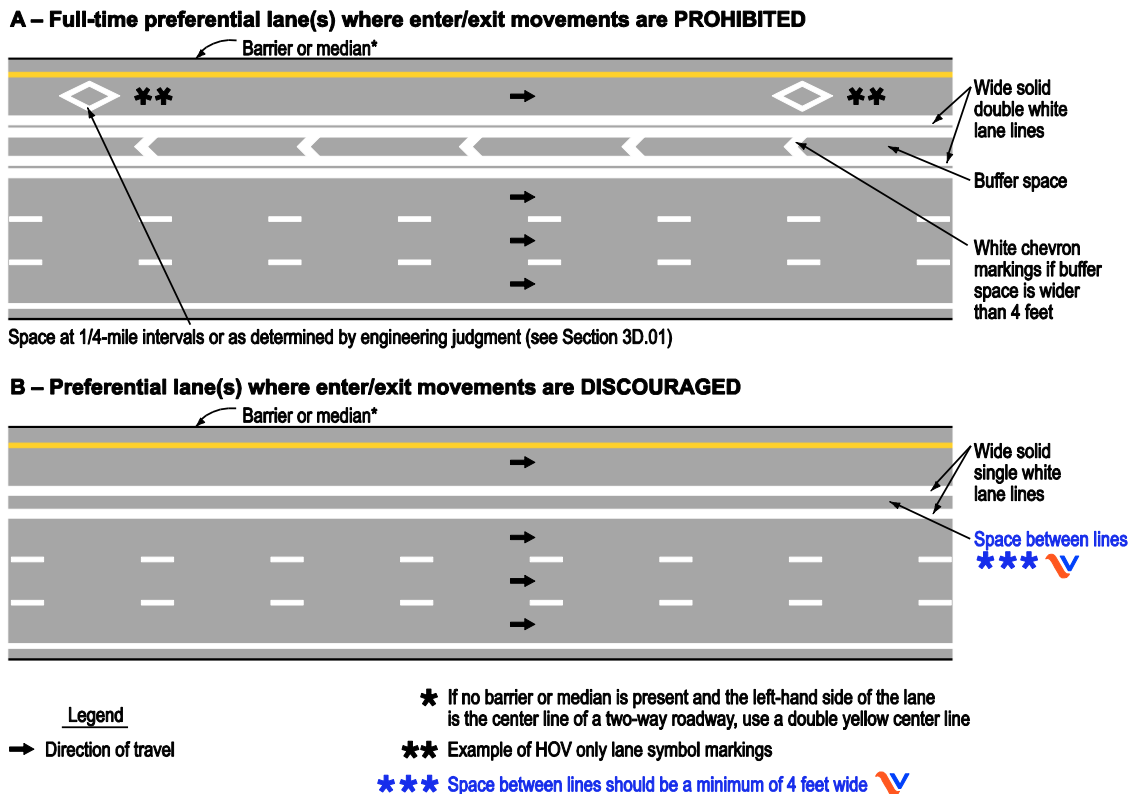 A – Full-time preferential lane(s) where enter/exit movements are PROHIBITED
Barrier or median*
** **
Wide solid
double white
lane lines
Buffer space
White chevron
markings if buffer
space is wider
than 4 feet
Space at 1/4-mile intervals or as determined by engineering judgment (see Section 3D.01)
B – Preferential lane(s) where enter/exit movements are DISCOURAGED
Barrier or median*
Wide solid
single white
lane lines
Space between lines
***
Legend
Direction of travel
* If no barrier or median is present and the left-hand side of the lane
is the center line of a two-way roadway, use a double yellow center line
** Example of HOV only lane symbol markings
*** Space between lines should be a minimum of 4 feet wide